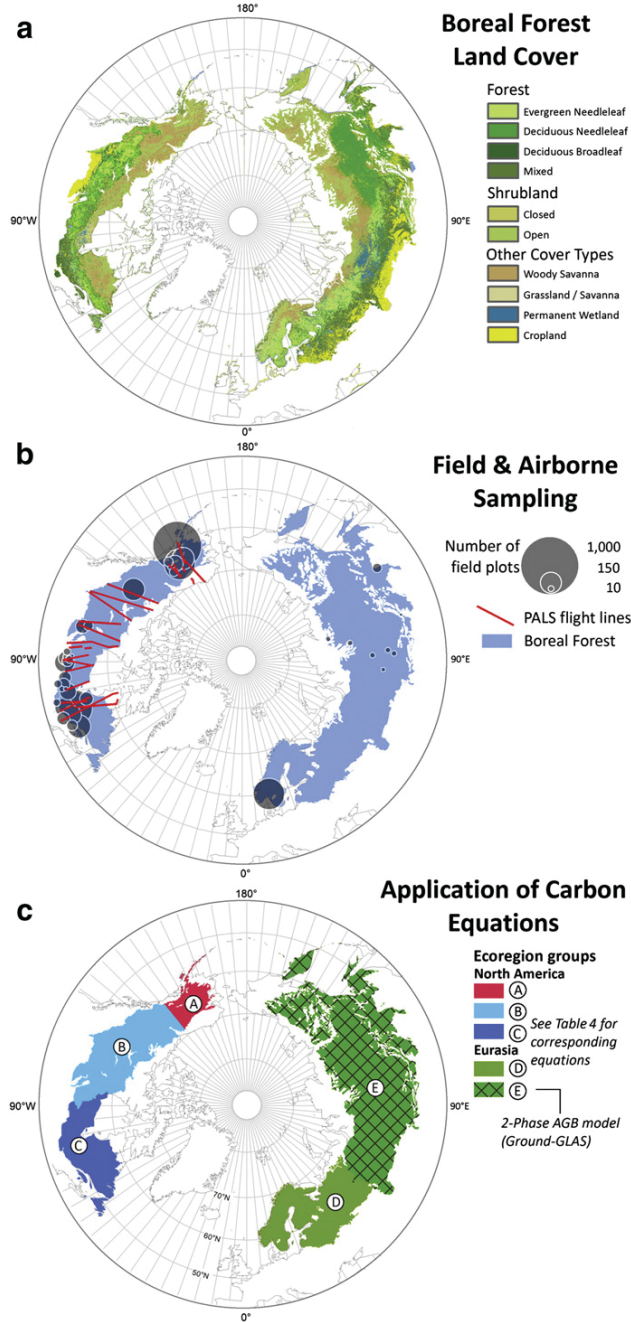 a
180°
90°W
90°E
0°
Boreal Forest
Land Cover
Forest
Evergreen Needleleaf
Deciduous Needleleaf
Deciduous Broadleaf
Mixed
Shrubland
Closed
Open
Other Cover Types
Woody Savanna
Grassland / Savanna
Permanent Wetland
Cropland
b
180°
90°W
90°E
0°
Field & Airborne
Sampling
Number of
field plots
1,000
150
10
PALS flight lines
Boreal Forest
c
180°
90°W
90°E
0°
A
B
C
D
E
70°N
60°N
50°N
Application of Carbon
Equations
Ecoregion groups
North America
A
B
C
See Table 4 for
corresponding
equations
Eurasia
D
E
2-Phase AGB model
(Ground-GLAS)